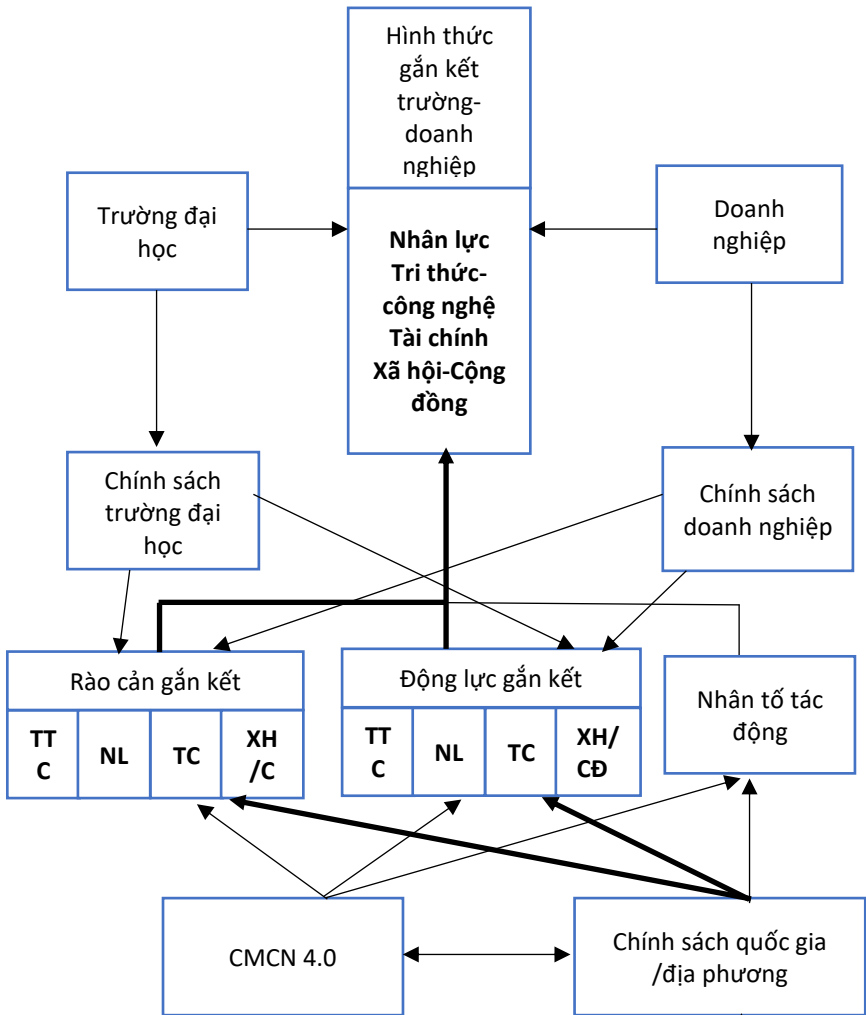 Hình thức
gắn kết
trường-
doanh
nghiệp
Trường đại
học
Doanh
nghiệp
Nhân lực
Tri thức-
công nghệ
Tài chính
Xã hội-Cộng
đồng
Chính sách
trường đại
học
Chính sách
doanh nghiệp
Rào cản gắn kết
TT
C
NL
TC
XH
/C
Động lực gắn kết
TT
C
NL
TC
XH/
CĐ
Nhân tố tác
động
CMCN 4.0
Chính sách quốc gia
/địa phương